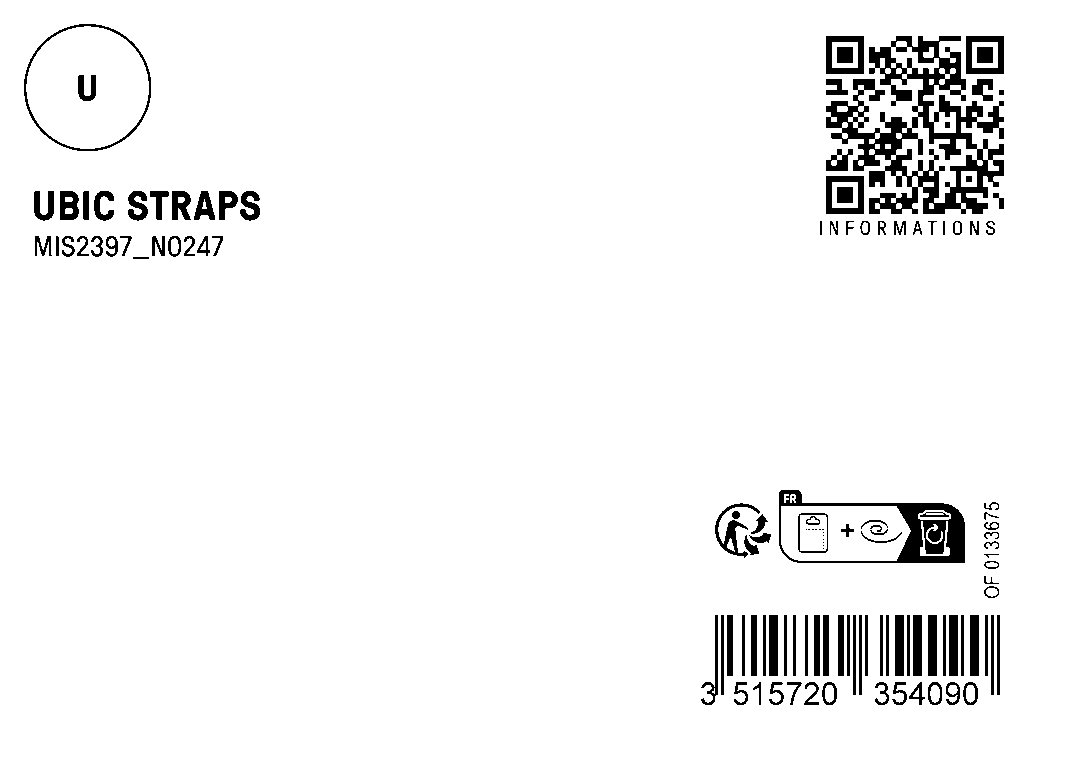 U
UBIC STRAPS
MIS2397_N0247
INFORMATIONS
FR
+
OF 0133675
3 515720 354090